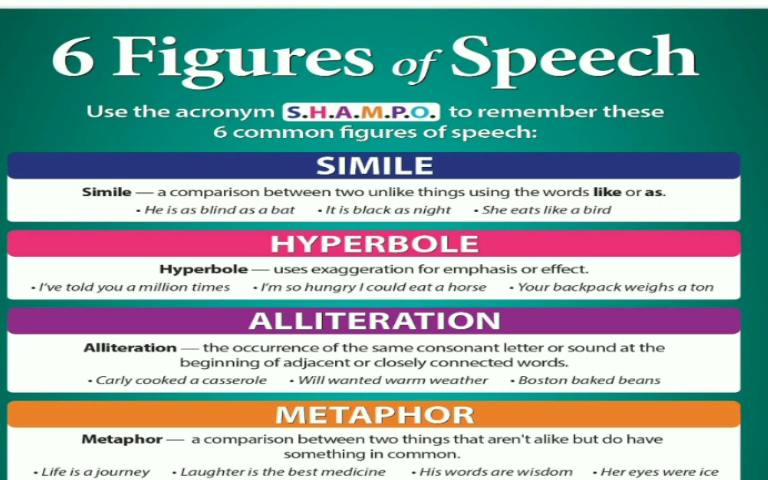 6 Figures of Speech
Use the acronym S.H.A.M.P.O. to remember these
6 common figures of speech:
SIMILE
Simile — a comparison between two unlike things using the words like or as.
• He is as blind as a bat • It is black as night • She eats like a bird
HYPERBOLE
Hyperbole — uses exaggeration for emphasis or effect.
• I've told you a million times • I'm so hungry I could eat a horse • Your backpack weighs a ton
ALLITERATION
Alliteration — the occurrence of the same consonant letter or sound at the
beginning of adjacent or closely connected words.
• Carly cooked a casserole • Will wanted warm weather • Boston baked beans
METAPHOR
Metaphor — a comparison between two things that aren't alike but do have
something in common.
• Life is a journey • Laughter is the best medicine • His words are wisdom • Her eyes were ice